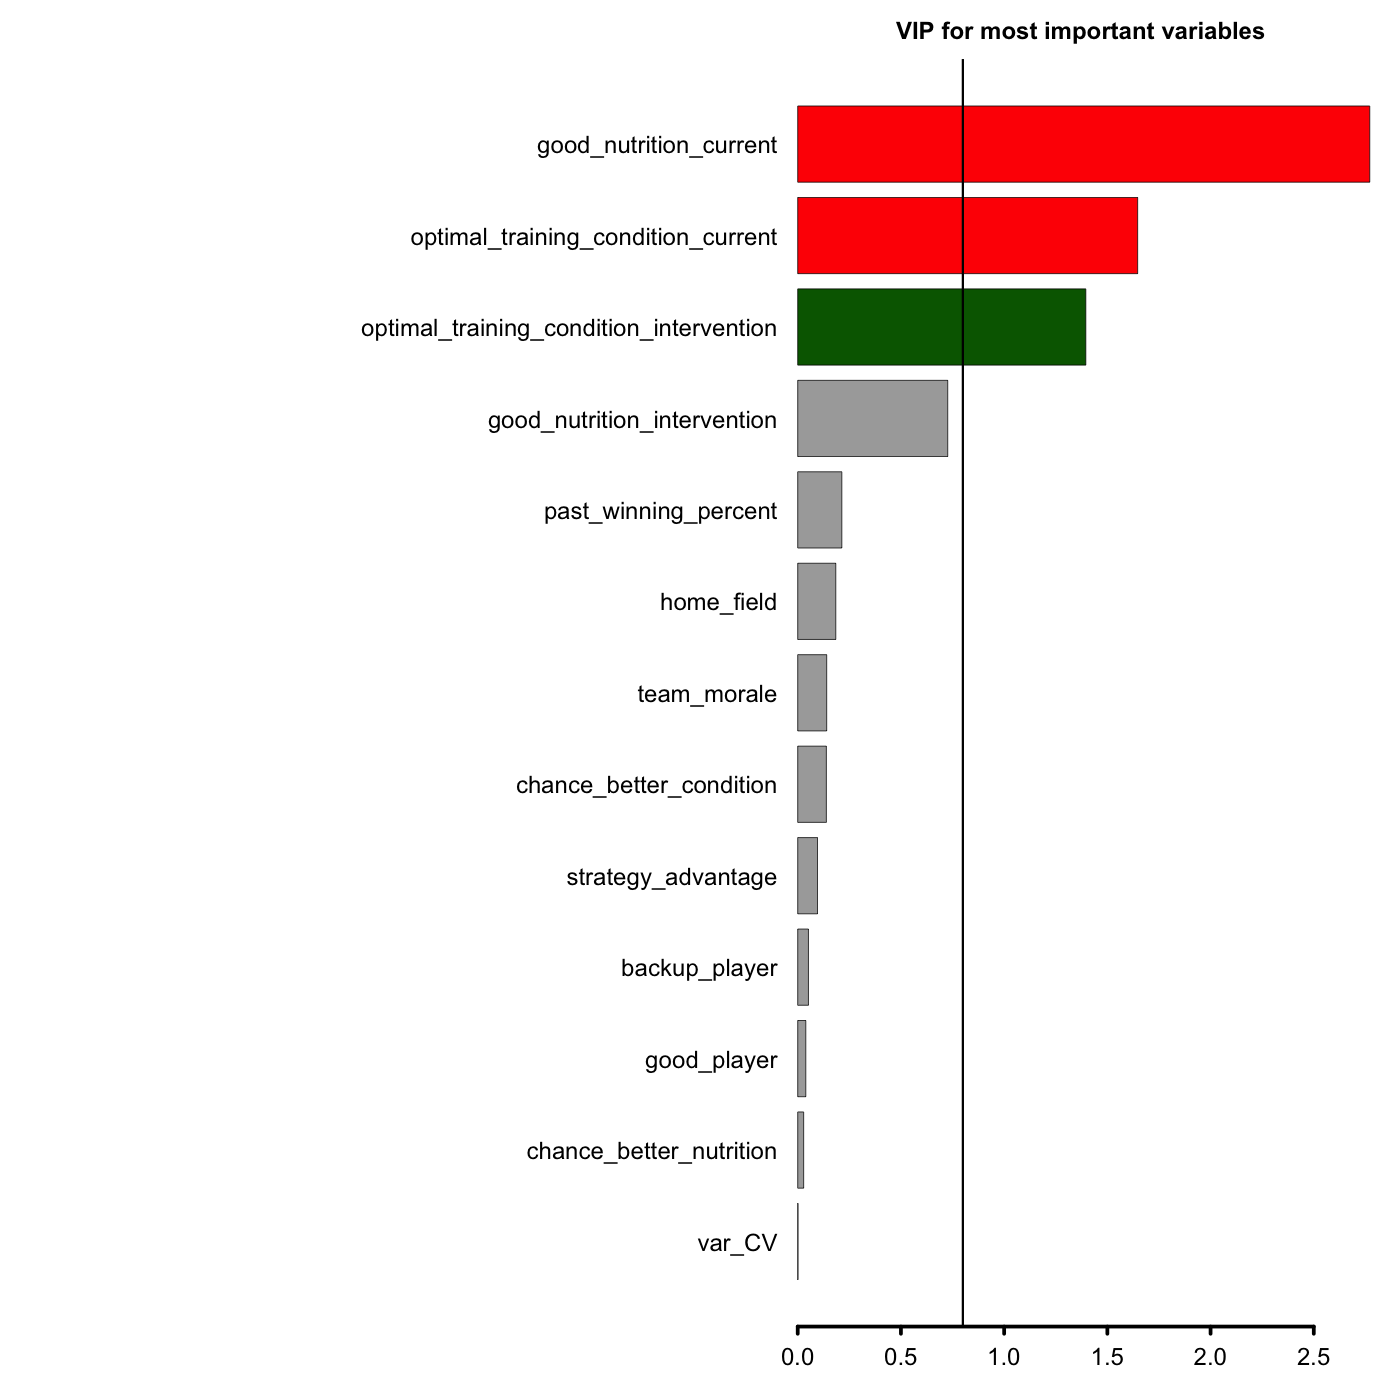 VIP for most important variables
good_nutrition_current
optimal_training_condition_current
optimal_training_condition_intervention
good_nutrition_intervention
past_winning_percent
home_field
team_morale
chance_better_condition
strategy_advantage
backup_player
good_player
chance_better_nutrition
var_CV
0.0 0.5 1.0 1.5 2.0 2.5